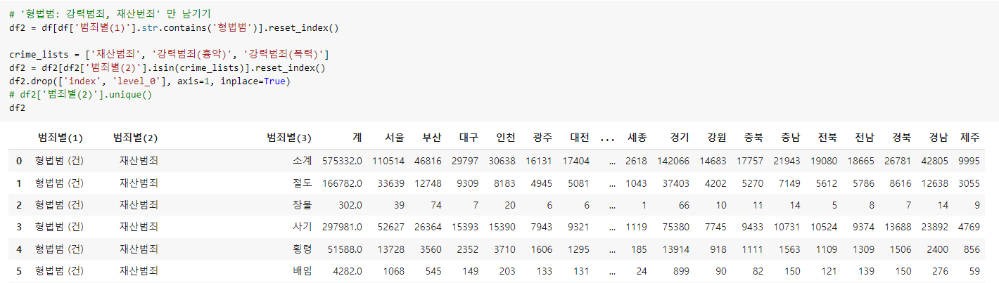 # '형법범: 강력범죄, 재산번죄' 만 남기기
df2 = df[df['범죄별(1)'].str.contains('형법범')].reset_index()
crime_lists = ['재산범죄', '강력범죄(흉악)', '강력범죄(폭력)']
df2 = df2[df2['범죄별(2)'].isin(crime_lists)].reset_index()
df2.drop(['index', 'level_0'], axis=1, inplace=True)
# df2['범죄별(2)'].unique()
df2
범죄별(1) 범죄별(2) 범죄별(3) 계 서울 부산 대구 인천 광주 대전 ... 세종 경기 강원 충북 충남 전북 전남 경북 경남 제주
0 형법범 (건) 재산범죄 소계 575332.0 110514 46816 29797 30638 16131 17404 ... 2618 142066 14683 17757 21943 19080 18665 26781 42805 9995
1 형법범 (건) 재산범죄 절도 166782.0 33639 12748 9309 8183 4945 5081 ... 1043 37403 4202 5270 7149 5612 5786 8616 12638 3055
2 형법범 (건) 재산범죄 장물 302.0 39 74 7 20 6 6 ... 1 66 10 11 14 5 8 7 14 9
3 형법범 (건) 재산범죄 사기 297981.0 52627 26364 15393 15390 7943 9321 ... 1119 75380 7745 9433 10731 10524 9374 13688 23892 4769
4 형법범 (건) 재산범죄 횡령 51588.0 13728 3560 2352 3710 1606 1295 ... 185 13914 918 1111 1563 1109 1309 1506 2400 856
5 형법범 (건) 재산범죄 배임 4282.0 1068 545 149 203 133 131 ... 24 899 90 82 150 121 139 150 276 59